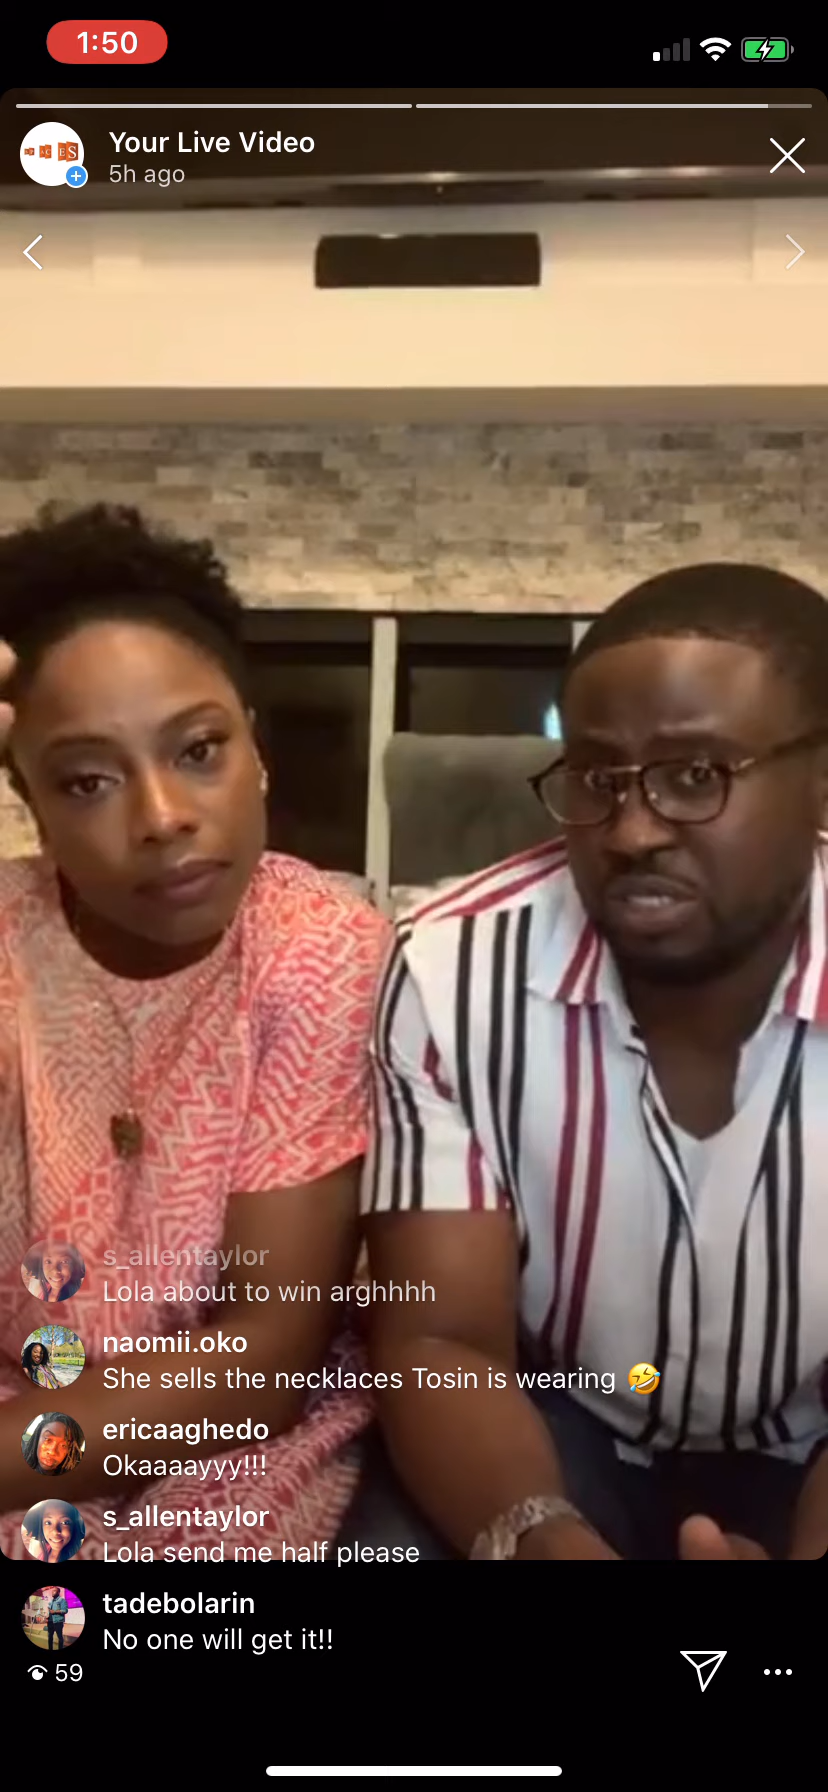 1:50
Your Live Video
5h ago
s_allentaylor
Lola about to win arghhhh
naomii.oko
She sells the necklaces Tosin is wearing 🤣
ericaaghedo
Okaaaayyy!!!
s_allentaylor
Lola send me half please
tadebolarin
No one will get it!!
59